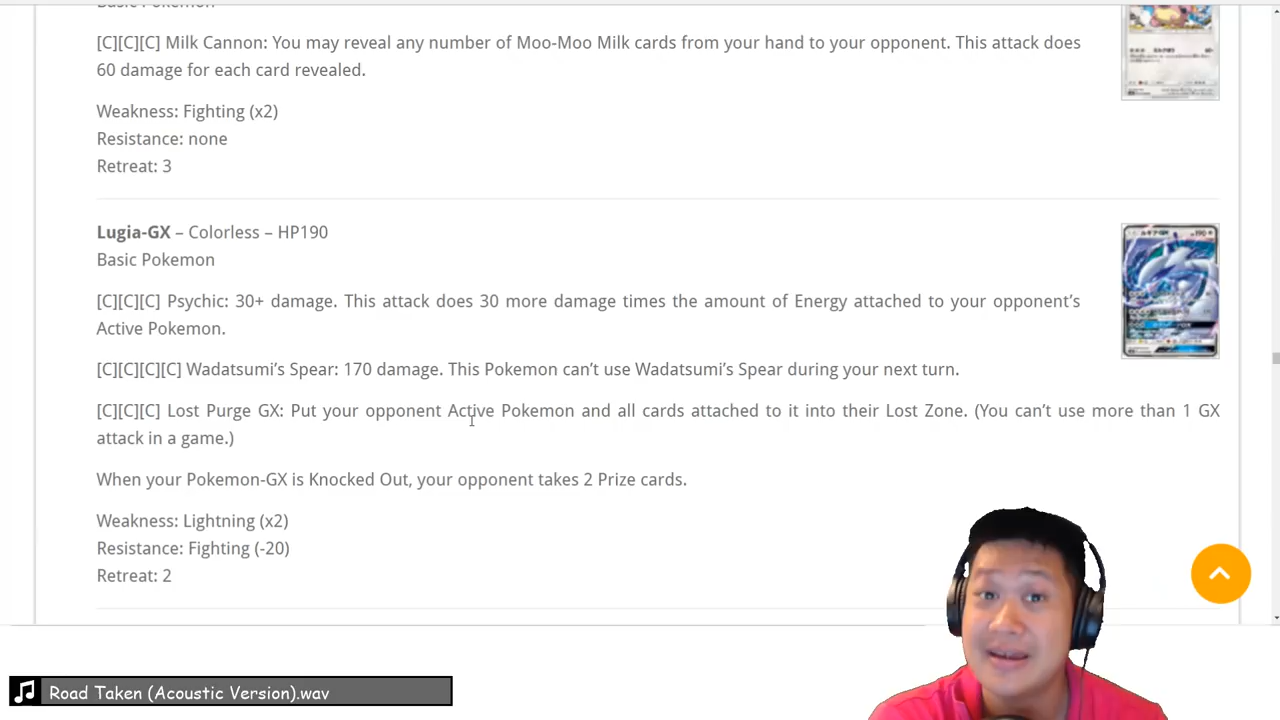 [C][C][C] Milk Cannon: You may reveal any number of Moo-Moo Milk cards from your hand to your opponent. This attack does
60 damage for each card revealed.
Weakness: Fighting (x2)
Resistance: none
Retreat: 3
Lugia-GX – Colorless – HP190
Basic Pokemon
[C][C][C] Psychic: 30+ damage. This attack does 30 more damage times the amount of Energy attached to your opponent’s
Active Pokemon.
[C][C][C][C] Wadatsumi’s Spear: 170 damage. This Pokemon can’t use Wadatsumi’s Spear during your next turn.
[C][C][C] Lost Purge GX: Put your opponent Active Pokemon and all cards attached to it into their Lost Zone. (You can’t use more than 1 GX
attack in a game.)
When your Pokemon-GX is Knocked Out, your opponent takes 2 Prize cards.
Weakness: Lightning (x2)
Resistance: Fighting (-20)
Retreat: 2
Road Taken (Acoustic Version).wav